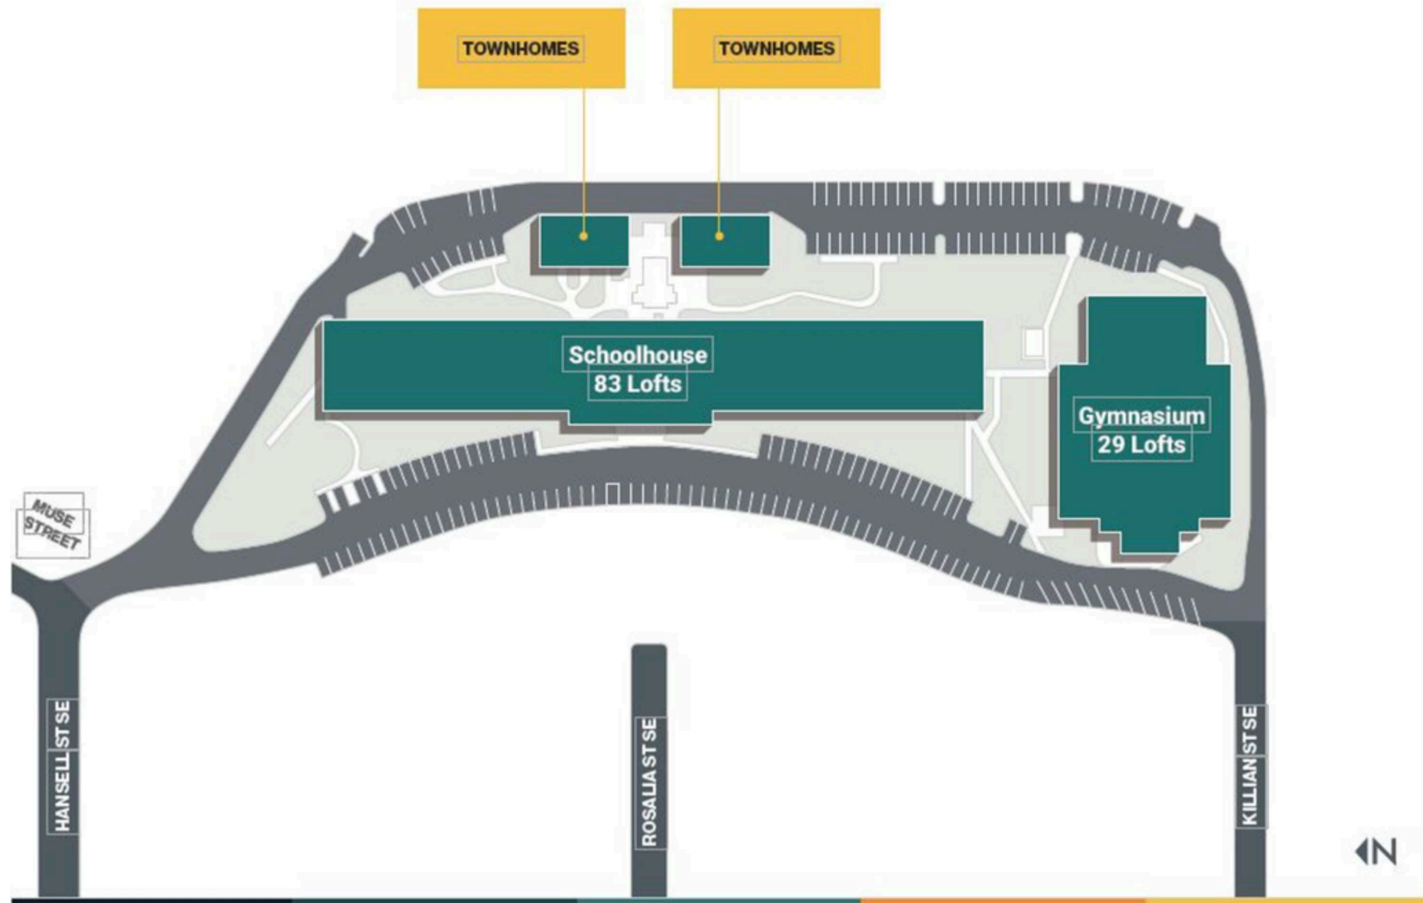 TOWNHOMES
TOWNHOMES
Schoolhouse
83 Lofts
Gymnasium
29 Lofts
MUSE
STREET
HANSELL ST SE
ROSALIA ST SE
KILLIAN ST SE
N